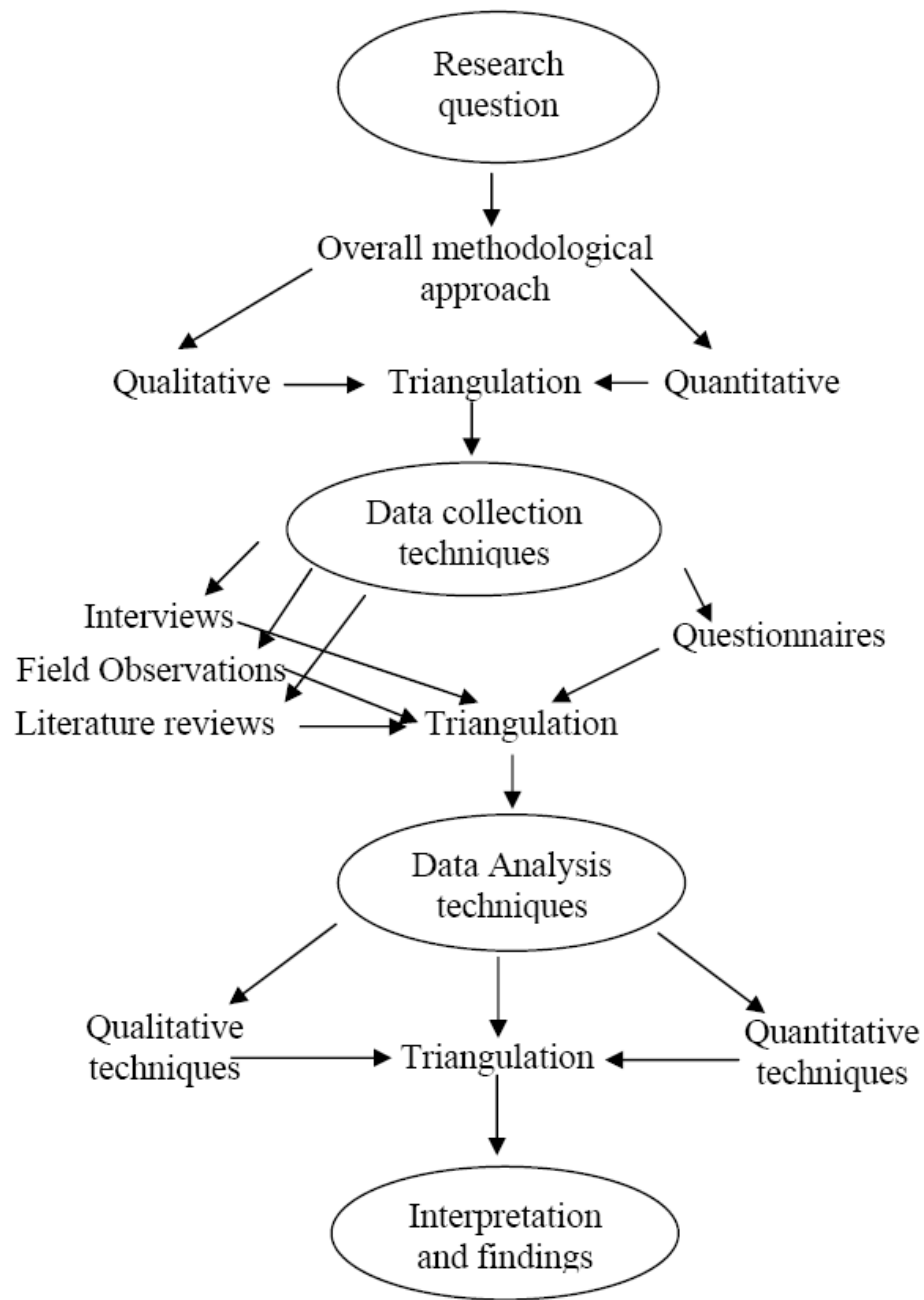 Research
question
Overall methodological
approach
Qualitative
Triangulation
Quantitative
Data collection
techniques
Interviews
Questionnaires
Field Observations
Literature reviews
Triangulation
Data Analysis
techniques
Qualitative
techniques
Triangulation
Quantitative
techniques
Interpretation
and findings